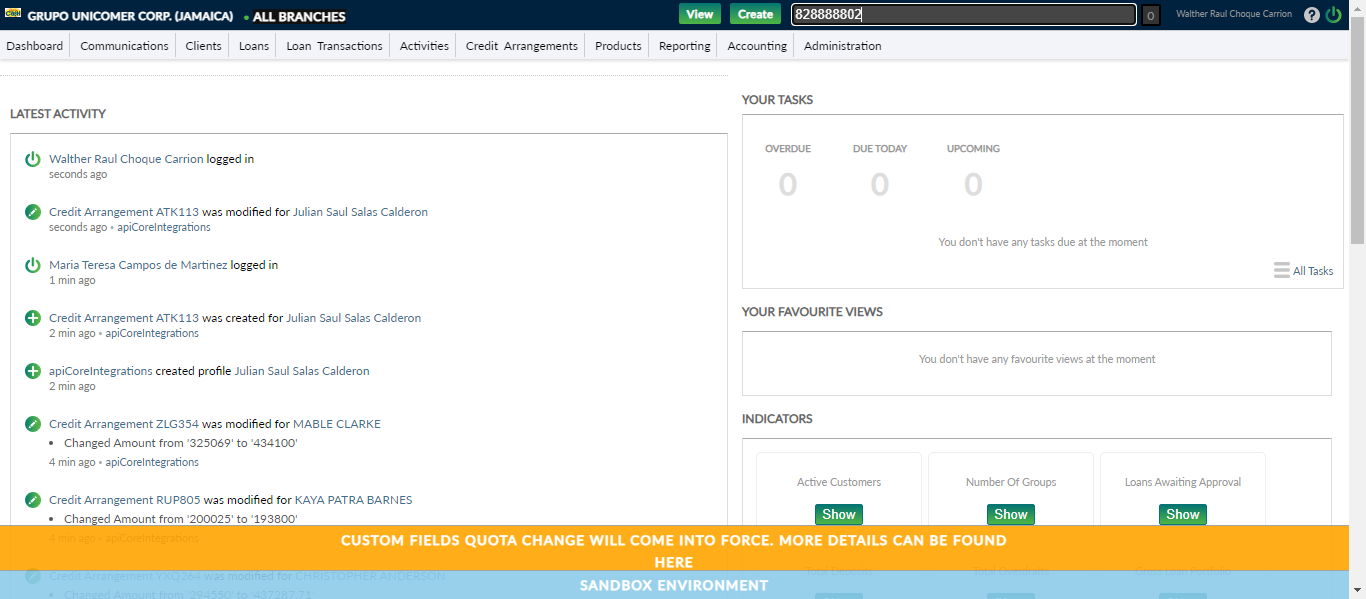 GRUPO UNICOMER CORP. (JAMAICA) • ALL BRANCHES View Create 828888802 0 Walther Raul Choque Carrion ?
Dashboard Communications Clients Loans Loan Transactions Activities Credit Arrangements Products Reporting Accounting Administration
LATEST ACTIVITY
Walther Raul Choque Carrion logged in
seconds ago
Credit Arrangement ATK113 was modified for Julian Saul Salas Calderon
seconds ago • apiCoreIntegrations
Maria Teresa Campos de Martinez logged in
1 min ago
Credit Arrangement ATK113 was created for Julian Saul Salas Calderon
2 min ago • apiCoreIntegrations
apiCoreIntegrations created profile Julian Saul Salas Calderon
2 min ago
Credit Arrangement ZLG354 was modified for MABLE CLARKE
• Changed Amount from '325069' to '434100'
4 min ago • apiCoreIntegrations
Credit Arrangement RUP805 was modified for KAYA PATRA BARNES
• Changed Amount from '200025' to '193800'
4 min ago • apiCoreIntegrations
Credit Arrangement YXQ264 was modified for CHRISTOPHER ANDERSON
• Changed Amount from '294550' to '437287.71'
YOUR TASKS
OVERDUE DUE TODAY UPCOMING
0 0 0
You don't have any tasks due at the moment
All Tasks
YOUR FAVOURITE VIEWS
You don't have any favourite views at the moment
INDICATORS
Active Customers Number Of Groups Loans Awaiting Approval
Show Show Show
CUSTOM FIELDS QUOTA CHANGE WILL COME INTO FORCE. MORE DETAILS CAN BE FOUND
HERE
Total Deposits Total Overdrafts Gross Loan Portfolio
SANDBOX ENVIRONMENT